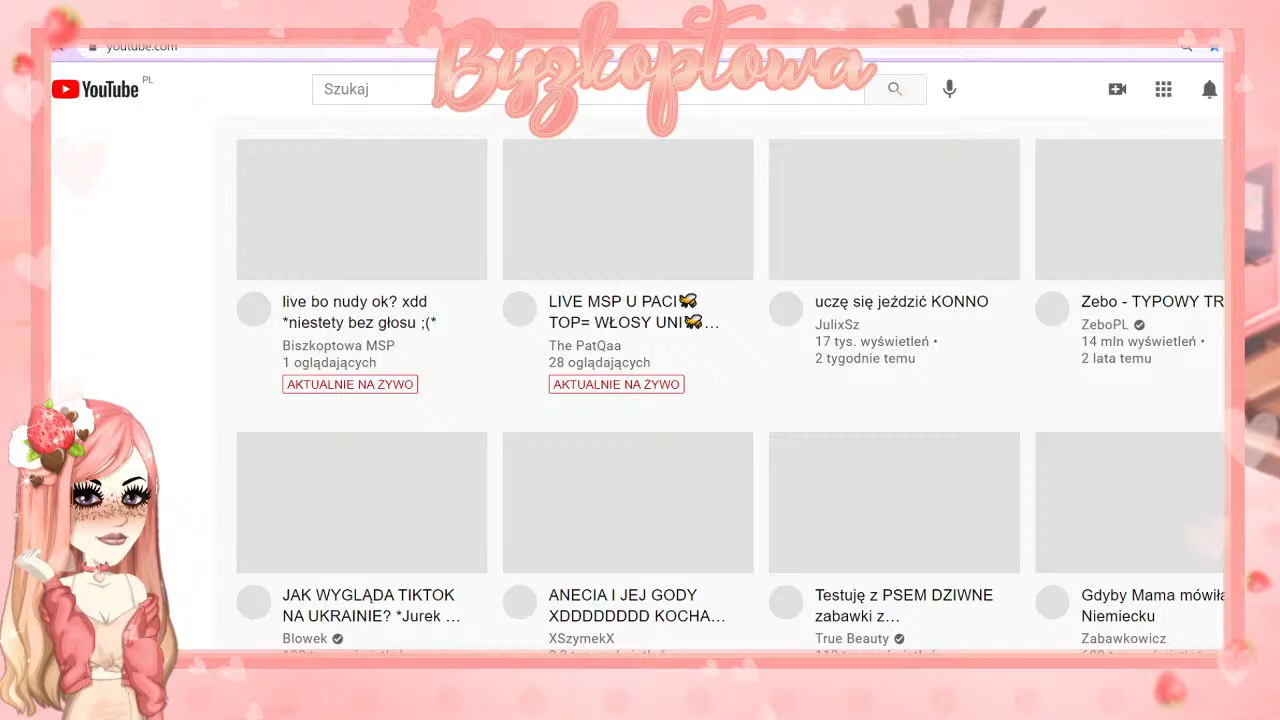 Biszkoptowa
youtube.com
YouTube PL
Szukaj
live bo nudy ok? xdd
*niestety bez głosu ;(*
Biszkoptowa MSP
1 oglądających
AKTUALNIE NA ŻYWO
LIVE MSP U PACI🐝
TOP= WŁOSY UNI🐝...
The PatQaa
28 oglądających
AKTUALNIE NA ŻYWO
uczę się jeździć KONNO
JulixSz
17 tys. wyświetleń •
2 tygodnie temu
Zebo - TYPOWY TR
ZeboPL
14 mln wyświetleń •
2 lata temu
JAK WYGLĄDA TIKTOK
NA UKRAINIE? *Jurek ...
Blowek
ANECIA I JEJ GODY
XDDDDDDDD KOCHA...
XSzymekX
Testuję z PSEM DZIWNE
zabawki z...
True Beauty
Gdyby Mama mówiła
Niemiecku
Zabawkowicz